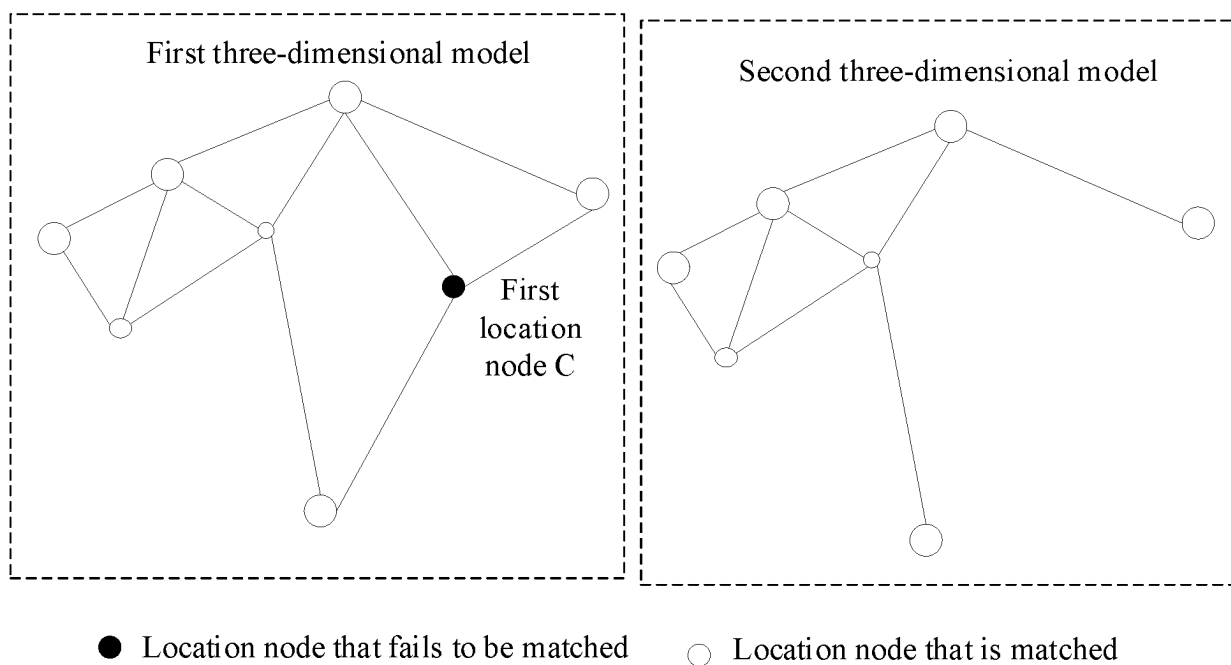 First three-dimensional model
Second three-dimensional model
First
location
node C
Location node that fails to be matched
Location node that is matched